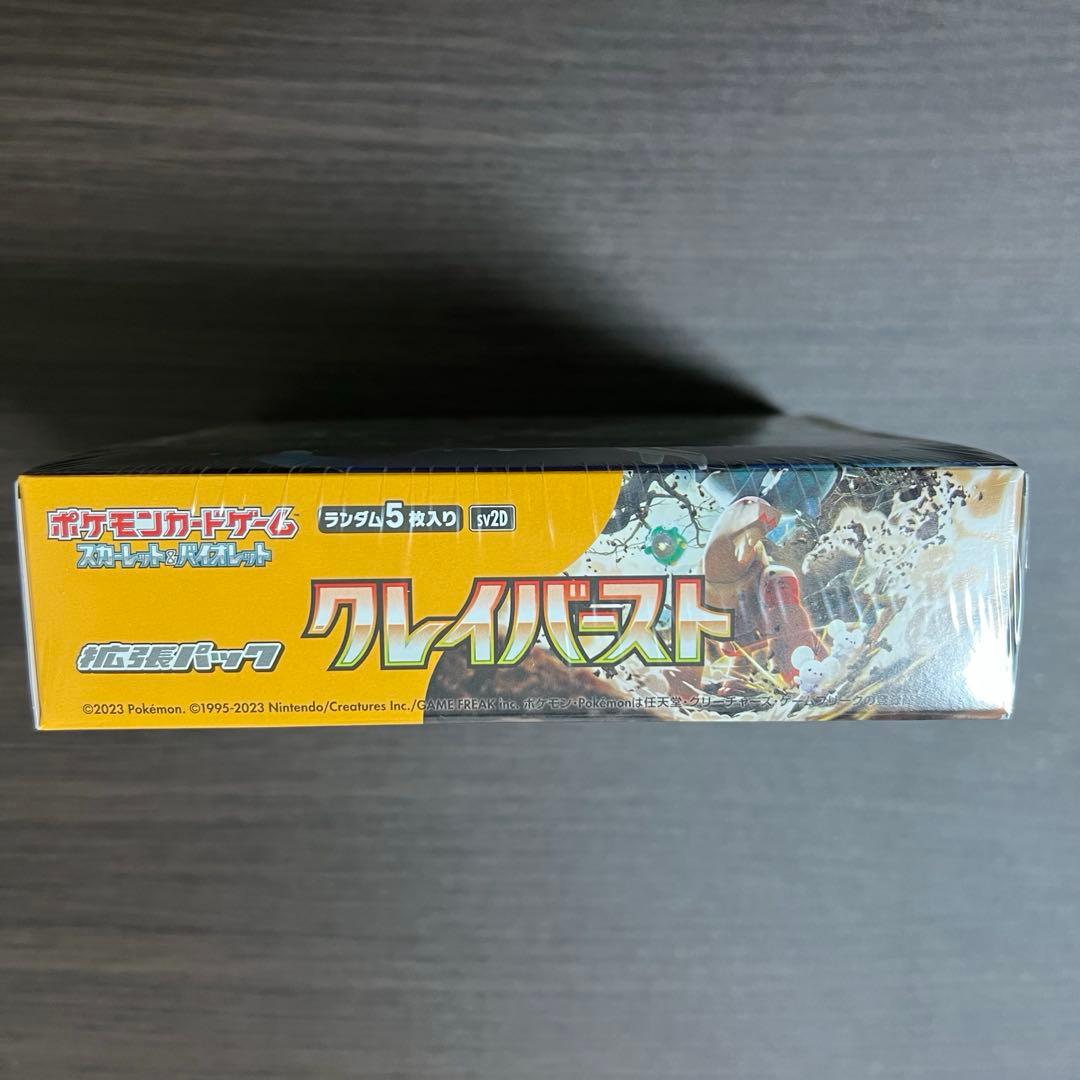 ポケモンカードゲーム™
スカーレット&バイオレット
ランダム5枚入り
sv2D
クレイバースト
拡張パック
©2023 Pokémon. ©1995-2023 Nintendo/Creatures Inc./GAME FREAK inc. ポケモン・Pokémonは任天堂・クリーチャーズ・ゲームフリークの登録